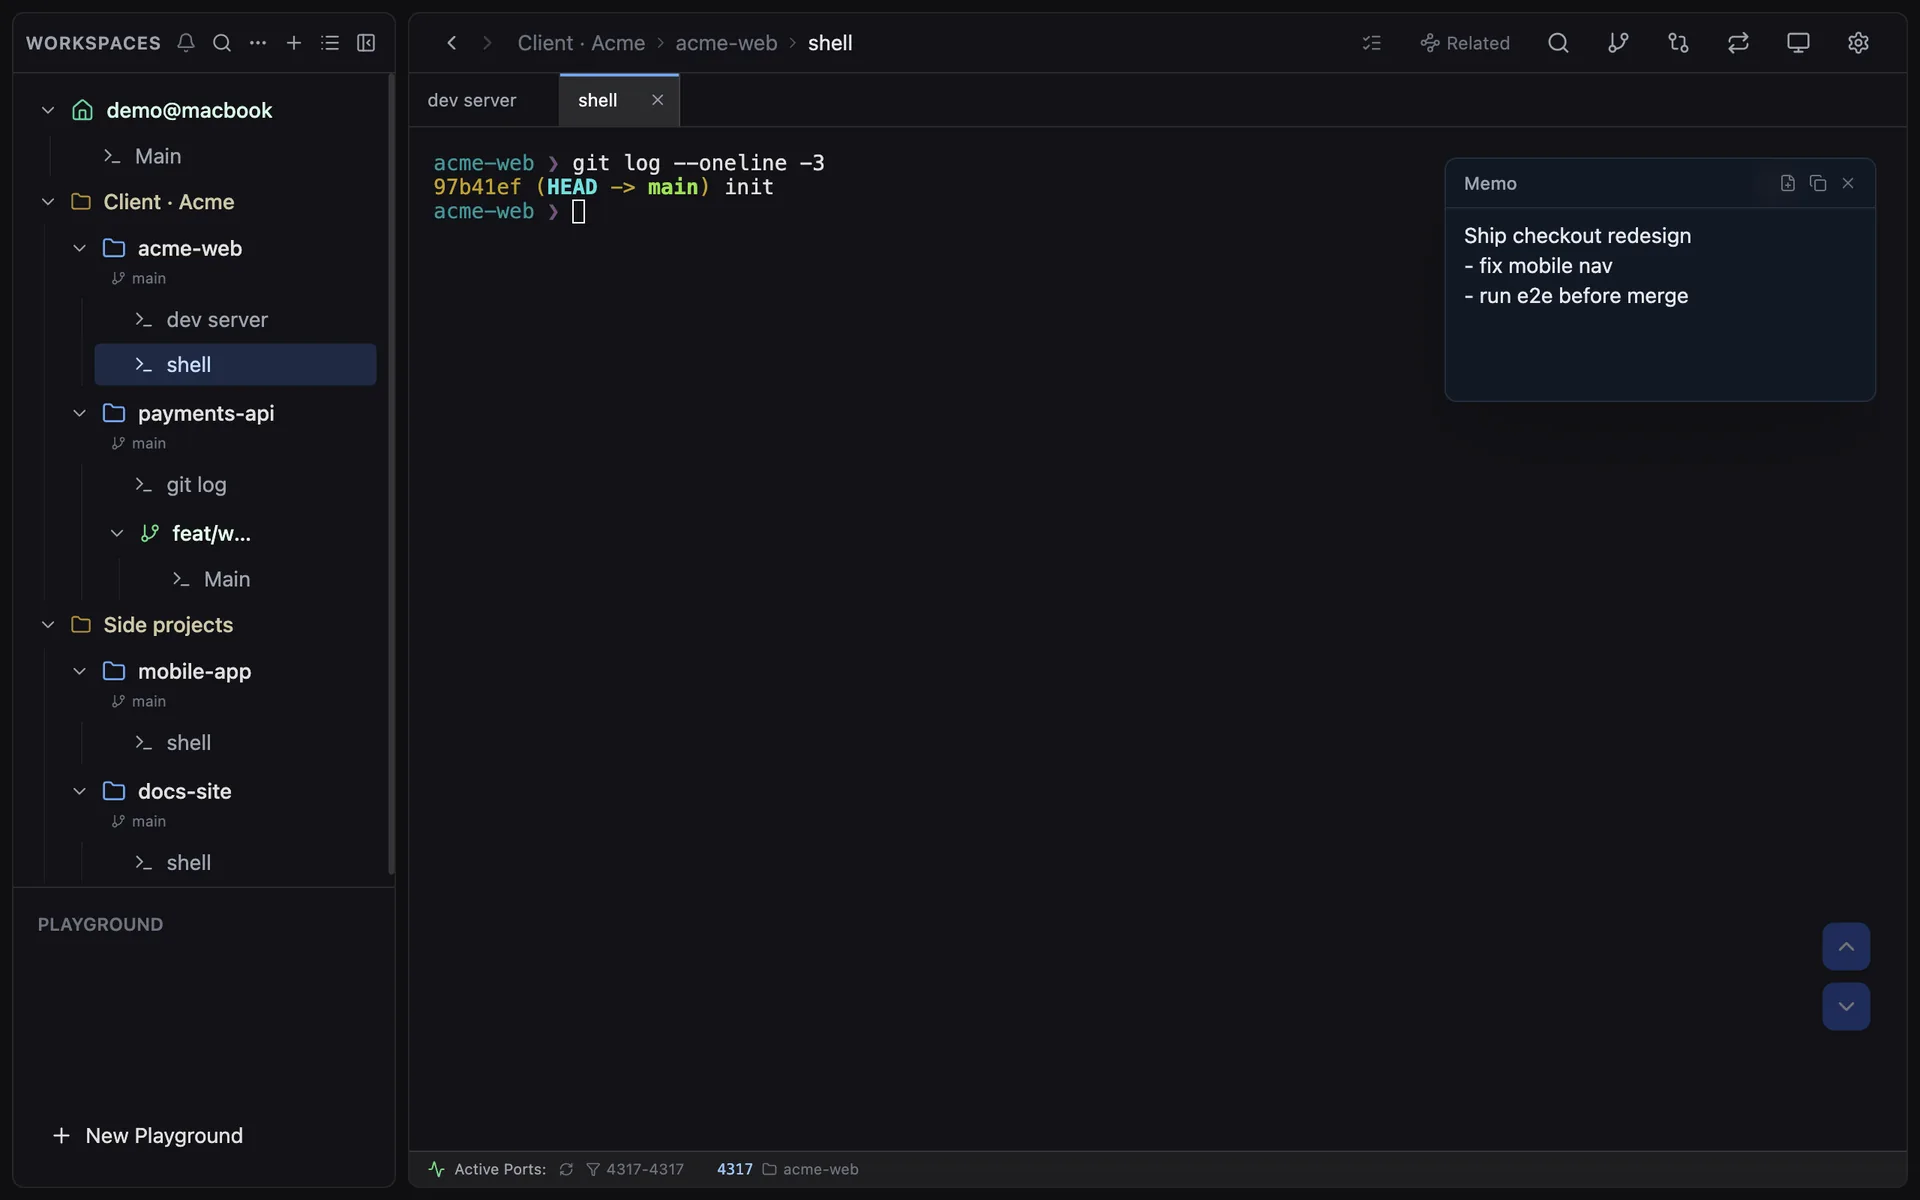 WORKSPACES
demo@macbook
Main
Client · Acme
acme-web
main
dev server
shell
payments-api
main
git log
feat/w...
Main
Side projects
mobile-app
main
shell
docs-site
main
shell
PLAYGROUND
New Playground
Client · Acme > acme-web > shell
Related
dev server
shell
acme-web ❯ git log --oneline -3
97b41ef (HEAD -> main) init
acme-web ❯
Memo
Ship checkout redesign
- fix mobile nav
- run e2e before merge
Active Ports: 4317-4317 4317 acme-web